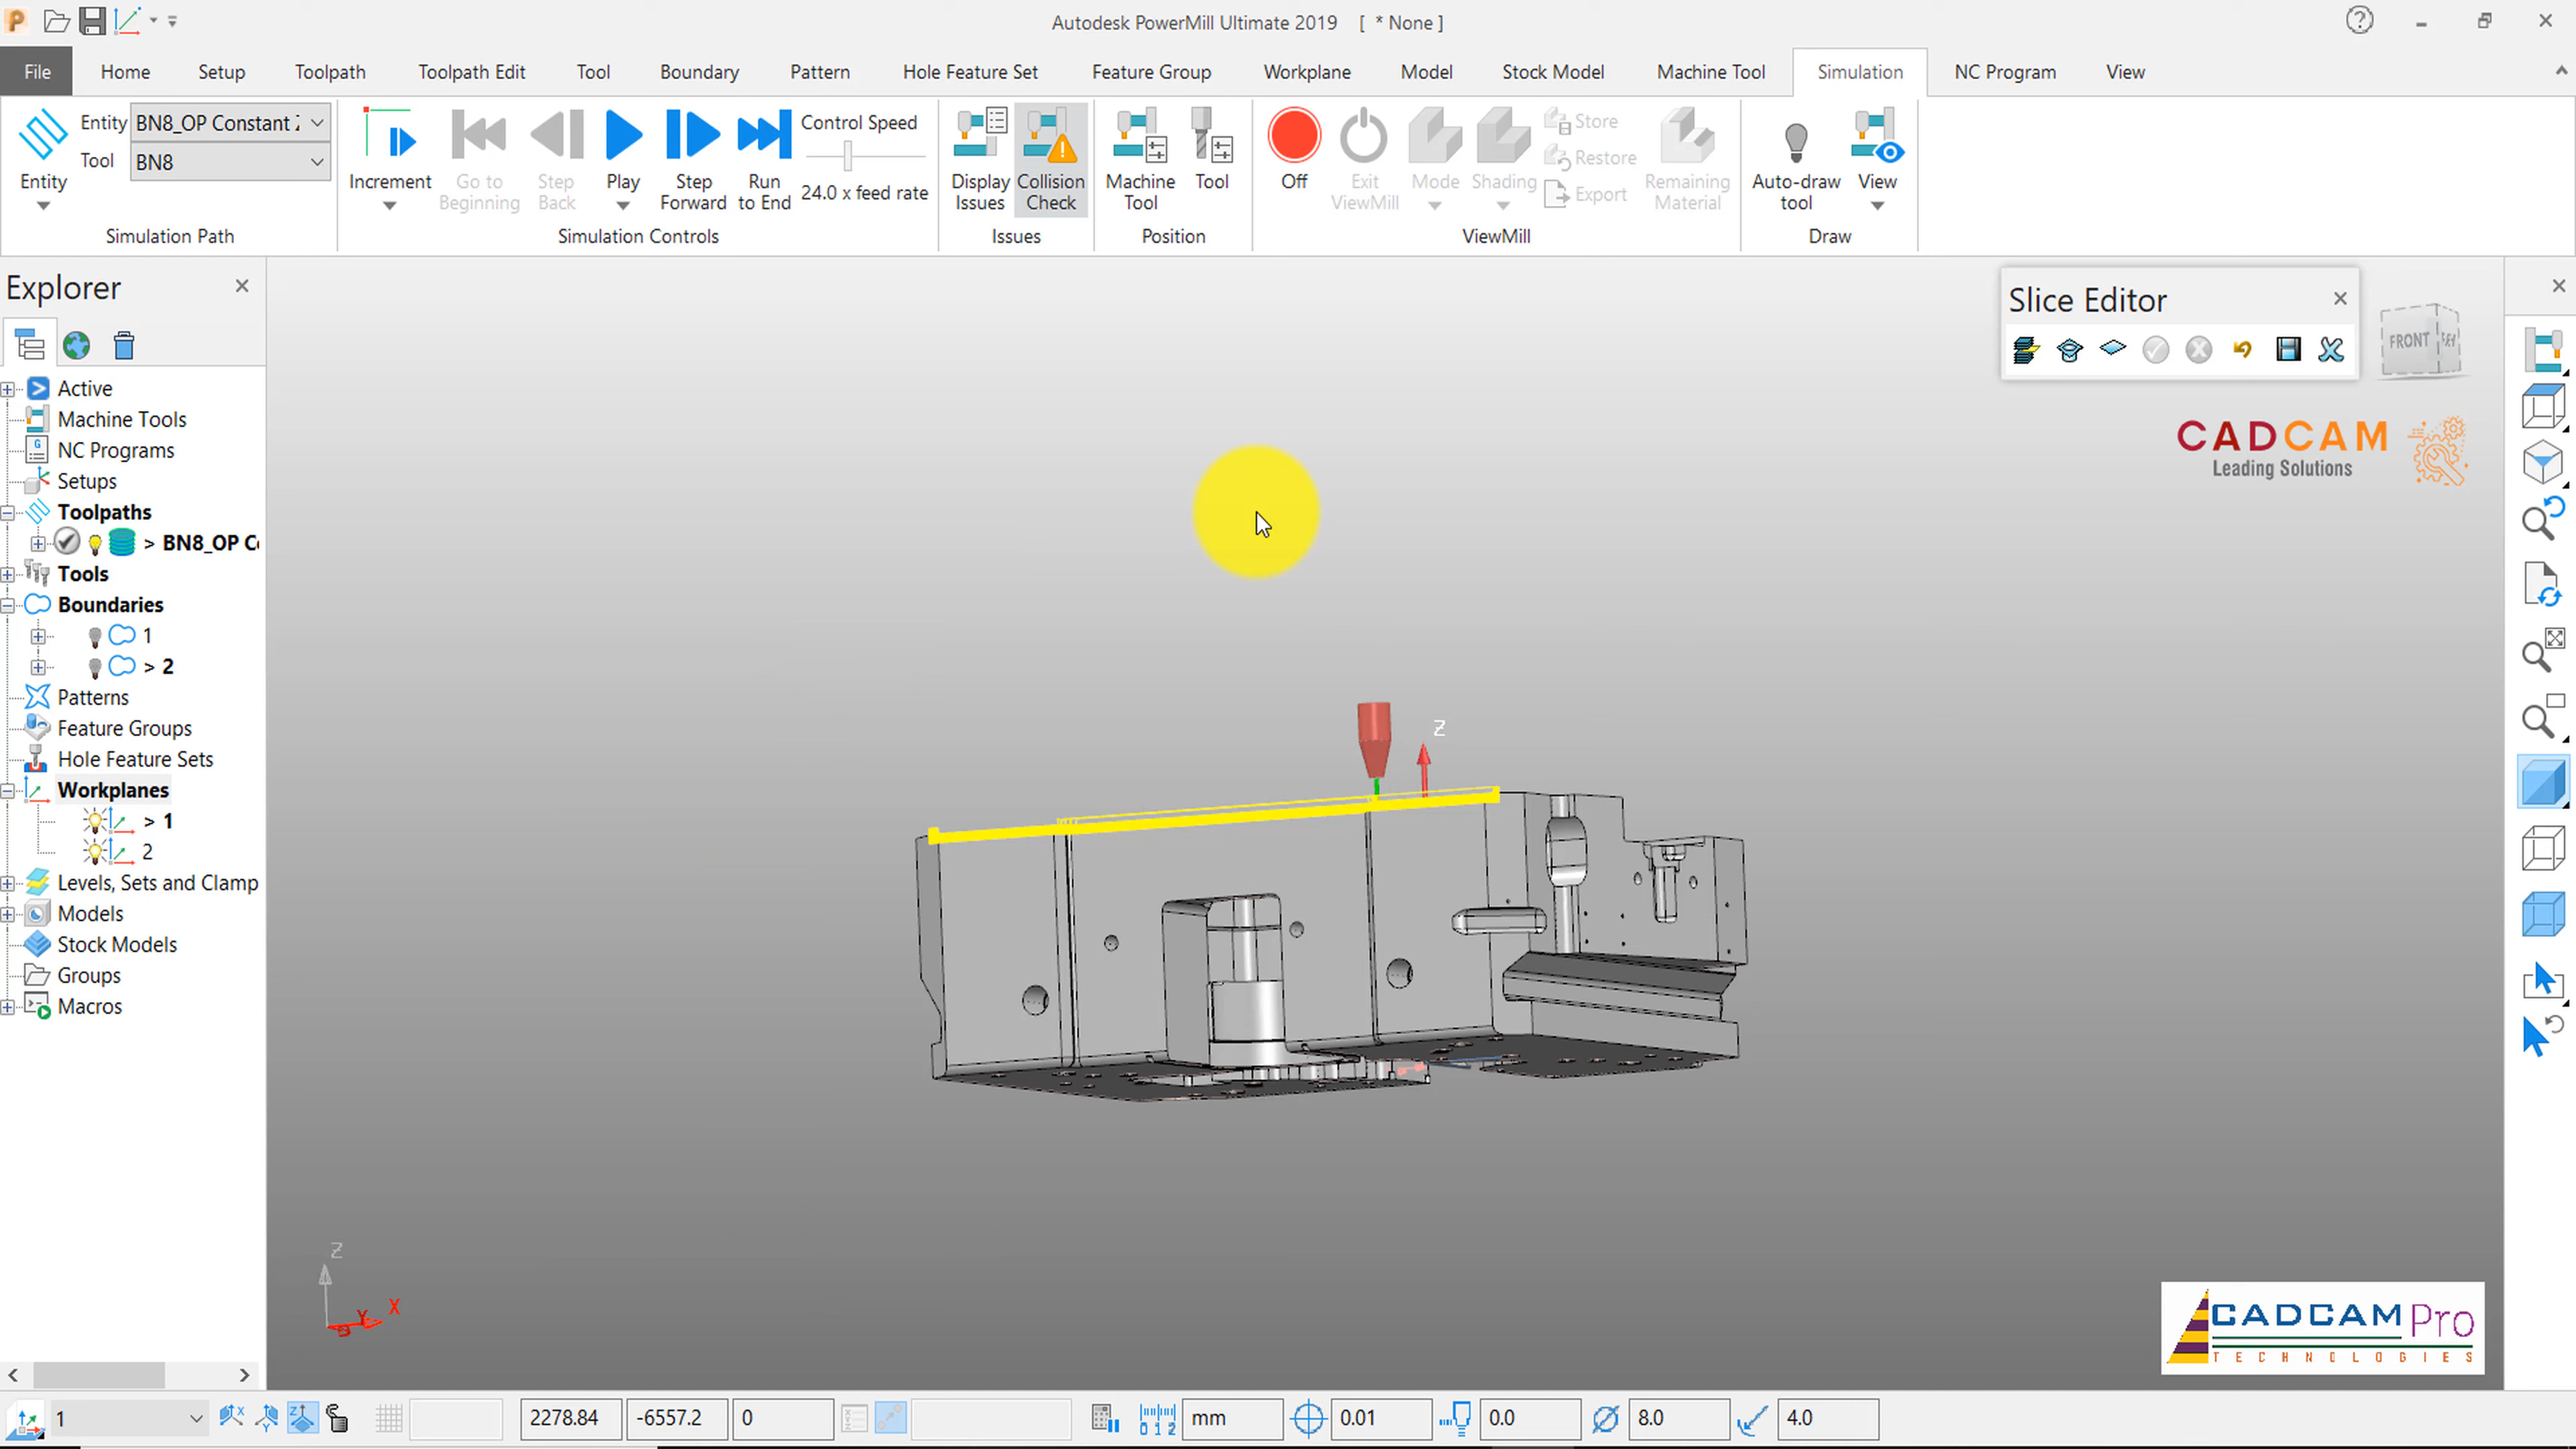 Autodesk PowerMill Ultimate 2019 [ * None ]
File Home Setup Toolpath Toolpath Edit Tool Boundary Pattern Hole Feature Set Feature Group Workplane Model Stock Model Machine Tool Simulation NC Program View
Entity BN8_OP Constant
Tool BN8
Entity
Increment
Go to Beginning
Step Back
Play
Step Forward
Run to End
Control Speed
24.0 x feed rate
Display Issues
Collision Check
Machine Tool
Tool
Off
Exit ViewMill
Mode
Shading
Store
Restore
Export
Remaining Material
Auto-draw tool
View
Simulation Path
Simulation Controls
Issues
Position
ViewMill
Draw
Explorer
Active
Machine Tools
NC Programs
Setups
Toolpaths
> BN8_OP C
Tools
Boundaries
1
> 2
Patterns
Feature Groups
Hole Feature Sets
Workplanes
> 1
2
Levels, Sets and Clamp
Models
Stock Models
Groups
Macros
Slice Editor
FRONT
CADCAM
Leading Solutions
Z
Z
Y
X
CADCAM Pro
TECHNOLOGIES
1
2278.84
-6557.2
0
mm
0.01
0.0
8.0
4.0